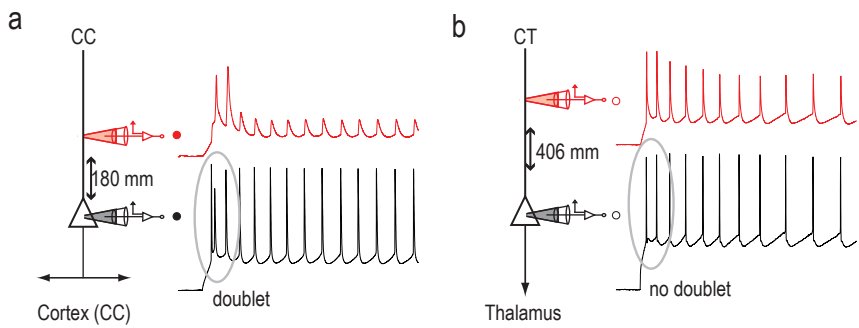 a
CC
180 mm
doublet
Cortex (CC)
b
CT
406 mm
no doublet
Thalamus